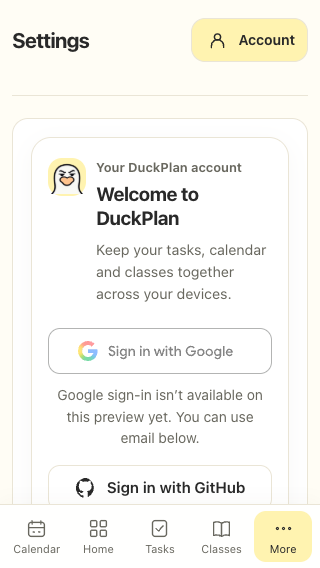 Settings
Account
Your DuckPlan account
Welcome to
DuckPlan
Keep your tasks, calendar
and classes together
across your devices.
Sign in with Google
Google sign-in isn’t available on
this preview yet. You can use
email below.
Sign in with GitHub
Calendar
Home
Tasks
Classes
More